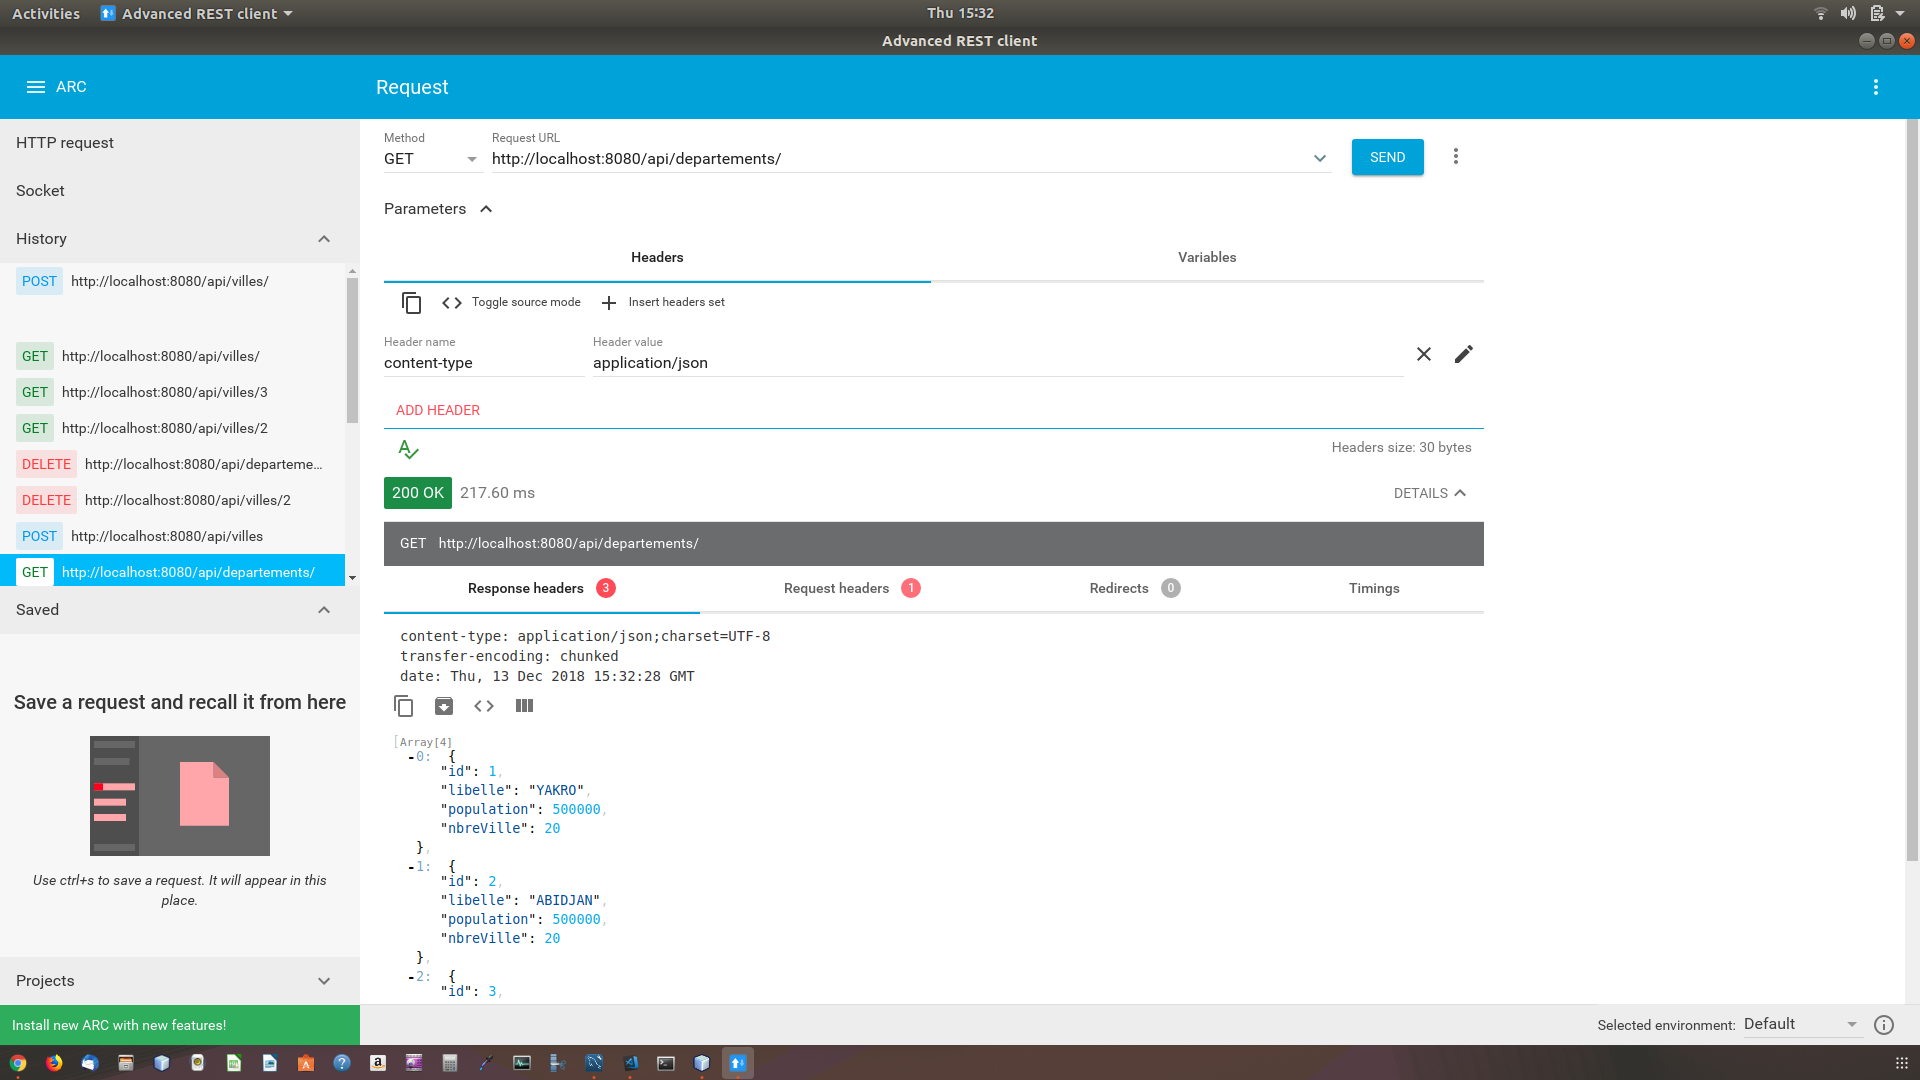 Activities
Advanced REST client
Thu 15:32
Advanced REST client
ARC
Request
HTTP request
Socket
History
POST http://localhost:8080/api/villes/
GET http://localhost:8080/api/villes/
GET http://localhost:8080/api/villes/3
GET http://localhost:8080/api/villes/2
DELETE http://localhost:8080/api/departeme...
DELETE http://localhost:8080/api/villes/2
POST http://localhost:8080/api/villes
GET http://localhost:8080/api/departements/
Saved
Save a request and recall it from here
Use ctrl+s to save a request. It will appear in this
place.
Projects
Install new ARC with new features!
Method
GET
Request URL
http://localhost:8080/api/departements/
SEND
Parameters
Headers
Variables
Toggle source mode
Insert headers set
Header name
content-type
Header value
application/json
ADD HEADER
Headers size: 30 bytes
200 OK 217.60 ms
DETAILS
GET http://localhost:8080/api/departements/
Response headers 3
Request headers 1
Redirects 0
Timings
content-type: application/json;charset=UTF-8
transfer-encoding: chunked
date: Thu, 13 Dec 2018 15:32:28 GMT
[Array[4]
-0: {
"id": 1,
"libelle": "YAKRO",
"population": 500000,
"nbreVille": 20
},
-1: {
"id": 2,
"libelle": "ABIDJAN",
"population": 500000,
"nbreVille": 20
},
-2: {
"id": 3,
Selected environment: Default